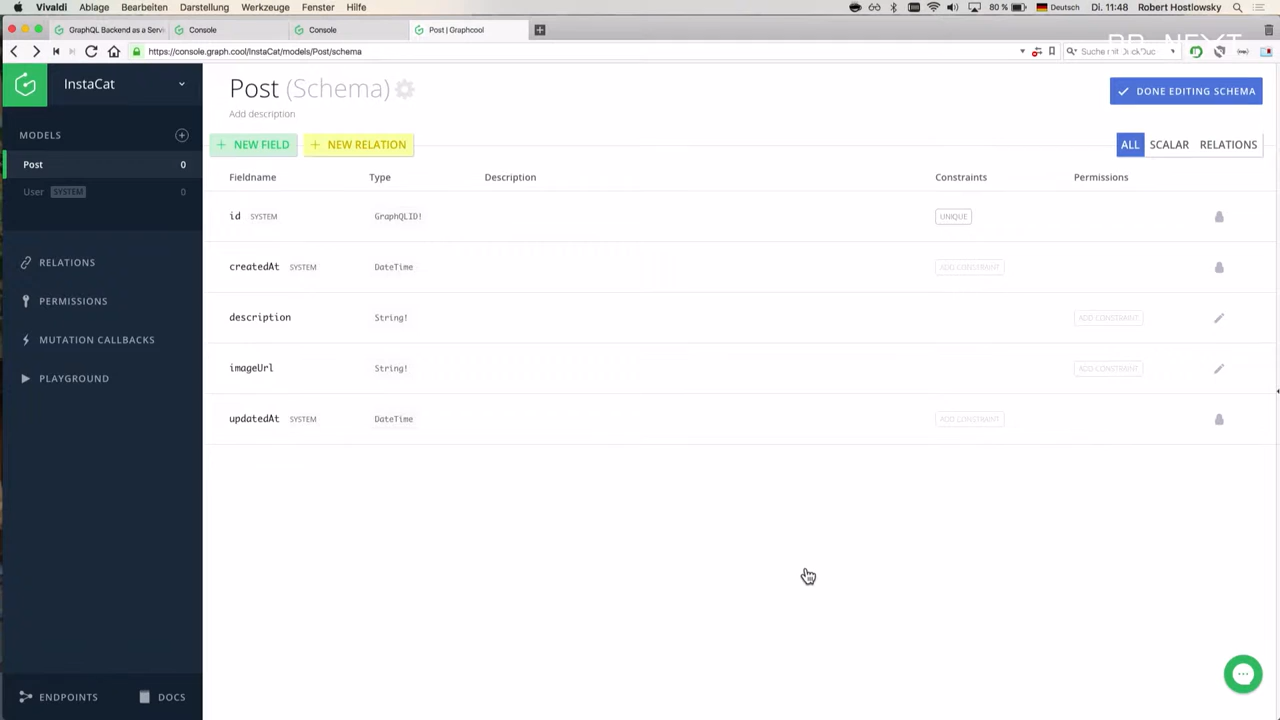 Vivaldi Ablage Bearbeiten Darstellung Werkzeuge Fenster Hilfe 80 % Deutsch Di. 11:48 Robert Hostlowsky
GraphQL Backend as a Serv Console Console Post | Graphcool
https://console.graph.cool/InstaCat/models/Post/schema Suche mit DuckDuc
InstaCat
Post (Schema)
DONE EDITING SCHEMA
Add description
MODELS
NEW FIELD NEW RELATION ALL SCALAR RELATIONS
Post 0
User SYSTEM 0
Fieldname Type Description Constraints Permissions
id SYSTEM GraphQLID! UNIQUE
createdAt SYSTEM DateTime ADD CONSTRAINT
description String! ADD CONSTRAINT
imageUrl String! ADD CONSTRAINT
updatedAt SYSTEM DateTime ADD CONSTRAINT
RELATIONS
PERMISSIONS
MUTATION CALLBACKS
PLAYGROUND
ENDPOINTS DOCS